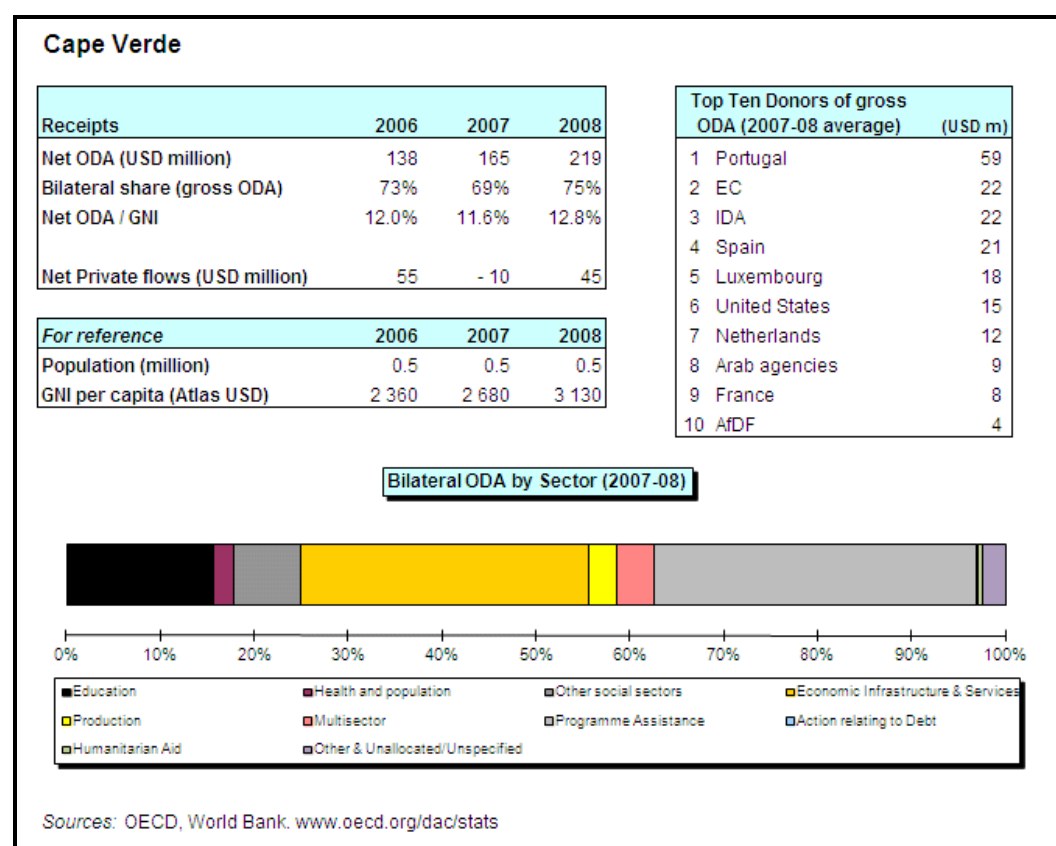 Cape Verde
Receipts 2006 2007 2008
Net ODA (USD million) 138 165 219
Bilateral share (gross ODA) 73% 69% 75%
Net ODA / GNI 12.0% 11.6% 12.8%
Net Private flows (USD million) 55 - 10 45
For reference 2006 2007 2008
Population (million) 0.5 0.5 0.5
GNI per capita (Atlas USD) 2 360 2 680 3 130
Top Ten Donors of gross
ODA (2007-08 average) (USD m)
1 Portugal 59
2 EC 22
3 IDA 22
4 Spain 21
5 Luxembourg 18
6 United States 15
7 Netherlands 12
8 Arab agencies 9
9 France 8
10 AfDF 4
Bilateral ODA by Sector (2007-08)
0% 10% 20% 30% 40% 50% 60% 70% 80% 90% 100%
Education Health and population Other social sectors Economic Infrastructure & Services
Production Multisector Programme Assistance Action relating to Debt
Humanitarian Aid Other & Unallocated/Unspecified
Sources: OECD, World Bank. www.oecd.org/dac/stats